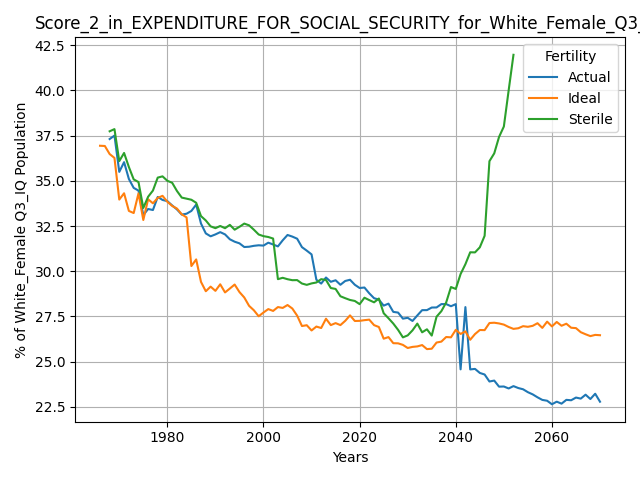 Score_2_in_EXPENDITURE_FOR_SOCIAL_SECURITY_for_White_Female_Q3_
Fertility
Actual
Ideal
Sterile
% of White_Female Q3_IQ Population
42.5
40.0
37.5
35.0
32.5
30.0
27.5
25.0
22.5
1980
2000
2020
2040
2060
Years